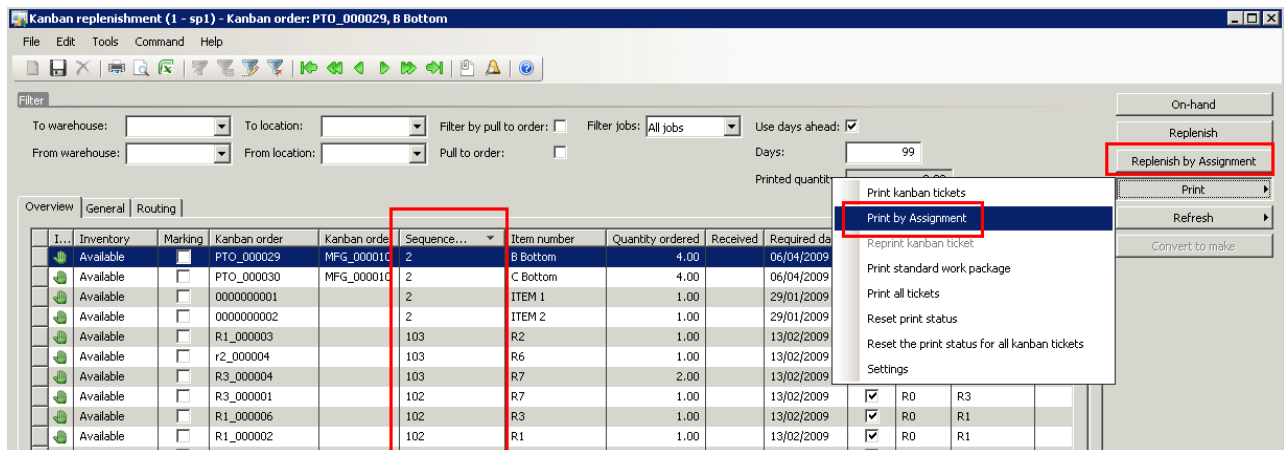 Kanban replenishment (1 - sp1) - Kanban order: PTO_000029, B Bottom
File Edit Tools Command Help
Filter
To warehouse: To location: Filter by pull to order: Filter jobs: All jobs Use days ahead:
From warehouse: From location: Pull to order: Days: 99
Printed quantit
On-hand
Replenish
Replenish by Assignment
Print
Refresh
Convert to make
Print kanban tickets
Print by Assignment
Reprint kanban ticket
Print standard work package
Print all tickets
Reset print status
Reset the print status for all kanban tickets
Settings
Overview General Routing
I... Inventory Marking Kanban order Kanban orde Sequence... Item number Quantity ordered Received Required da
Available PTO_000029 MFG_000010 2 B Bottom 4.00 06/04/2009
Available PTO_000030 MFG_000010 2 C Bottom 4.00 06/04/2009
Available 0000000001 2 ITEM 1 1.00 29/01/2009
Available 0000000002 2 ITEM 2 1.00 29/01/2009
Available R1_000003 103 R2 1.00 13/02/2009
Available r2_000004 103 R6 1.00 13/02/2009
Available R3_000004 103 R7 2.00 13/02/2009
Available R3_000001 102 R7 1.00 13/02/2009 R0 R3
Available R1_000006 102 R3 1.00 13/02/2009 R0 R1
Available R1_000002 102 R1 1.00 13/02/2009 R0 R1